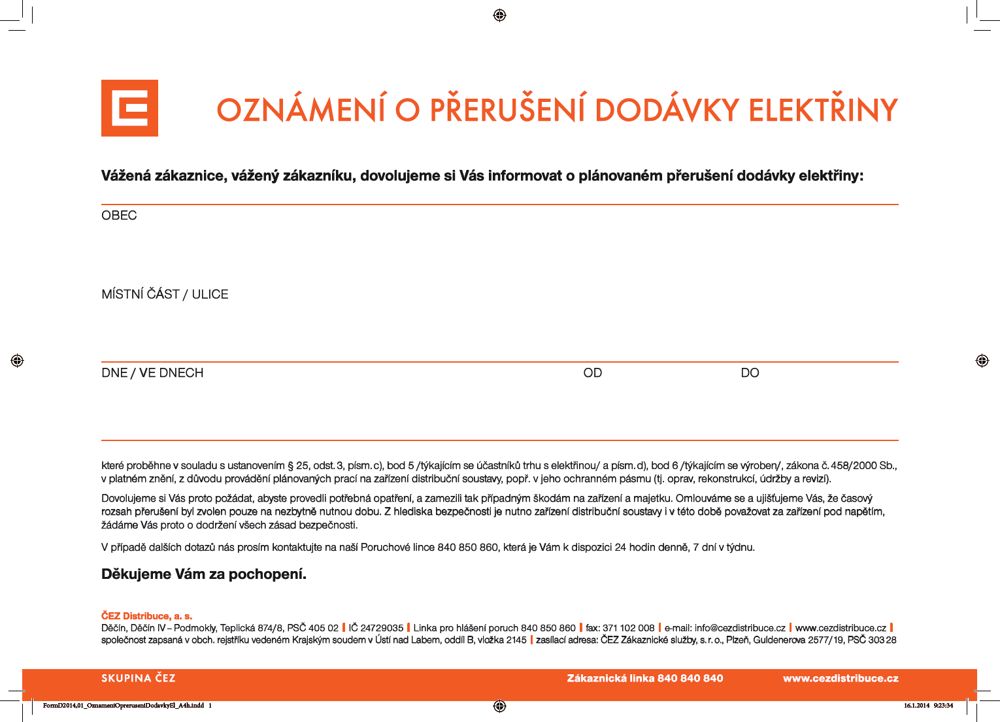 OZNÁMENÍ O PŘERUŠENÍ DODÁVKY ELEKTŘINY
Vážená zákaznice, vážený zákazníku, dovolujeme si Vás informovat o plánovaném přerušení dodávky elektřiny:
OBEC
MÍSTNÍ ČÁST / ULICE
DNE / VE DNECH OD DO
které proběhne v souladu s ustanovením § 25, odst. 3, písm. c), bod 5 /týkajícím se účastníků trhu s elektřinou/ a písm. d), bod 6 /týkajícím se výroben/, zákona č. 458/2000 Sb.,
v platném znění, z důvodu provádění plánovaných prací na zařízení distribuční soustavy, popř. v jeho ochranném pásmu (tj. oprav, rekonstrukcí, údržby a revizí).
Dovolujeme si Vás proto požádat, abyste provedli potřebná opatření, a zamezili tak případným škodám na zařízení a majetku. Omlouváme se a ujišťujeme Vás, že časový
rozsah přerušení byl zvolen pouze na nezbytně nutnou dobu. Z hlediska bezpečnosti je nutno zařízení distribuční soustavy i v této době považovat za zařízení pod napětím,
žádáme Vás proto o dodržení všech zásad bezpečnosti.
V případě dalších dotazů nás prosím kontaktujte na naší Poruchové lince 840 850 860, která je Vám k dispozici 24 hodin denně, 7 dní v týdnu.
Děkujeme Vám za pochopení.
ČEZ Distribuce, a. s.
Děčín, Děčín IV – Podmokly, Teplická 874/8, PSČ 405 02 | IČ 24729035 | Linka pro hlášení poruch 840 850 860 | fax: 371 102 008 | e-mail: info@cezdistribuce.cz | www.cezdistribuce.cz |
společnost zapsaná v obch. rejstříku vedeném Krajským soudem v Ústí nad Labem, oddíl B, vložka 2145 | zasílací adresa: ČEZ Zákaznické služby, s. r. o., Plzeň, Guldenerova 2577/19, PSČ 303 28
SKUPINA ČEZ Zákaznická linka 840 840 840 www.cezdistribuce.cz
FormD2014,01_OznameniOpreruseniDodavkyEl_A4h.indd 1 16.1.2014 9:23:34